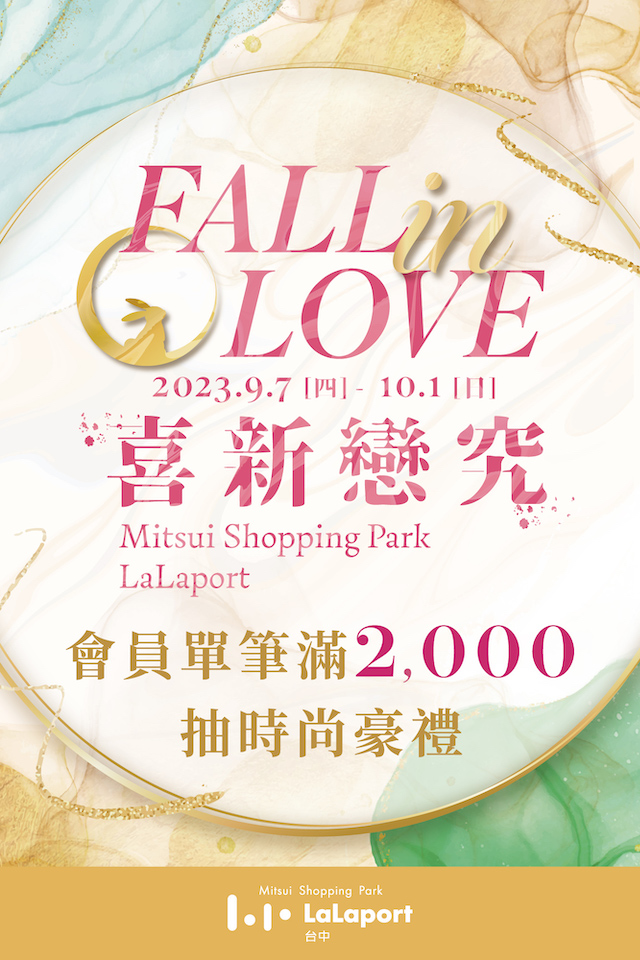 FALL in
LOVE
2023.9.7 [四] - 10.1 [日]
喜新戀究
Mitsui Shopping Park
LaLaport
會員單筆滿2,000
抽時尚豪禮
Mitsui Shopping Park
LaLaport
台中